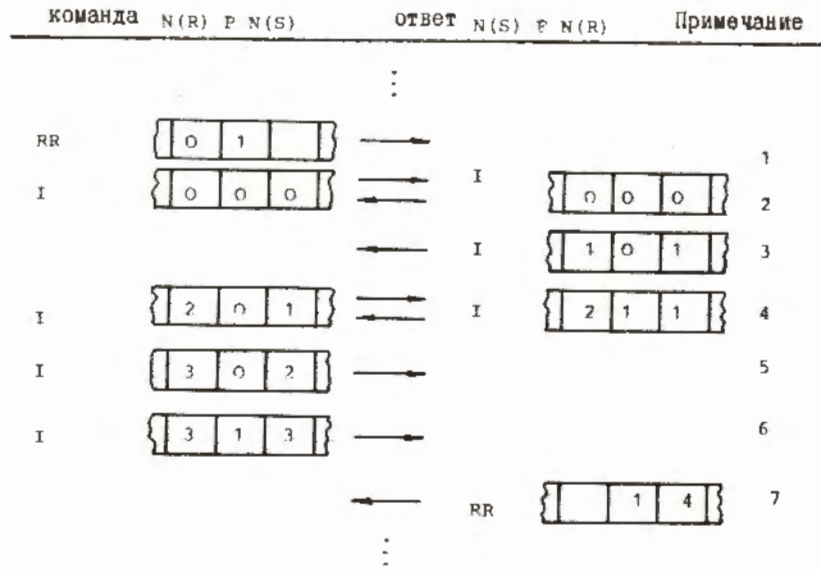 команда N(R) P N(S) ответ N(S) F N(R) Примечание
RR 0 1 1
I 0 0 0 I 0 0 0 2
I 1 0 1 3
I 2 0 1 I 2 1 1 4
I 3 0 2 5
I 3 1 3 6
RR 1 4 7